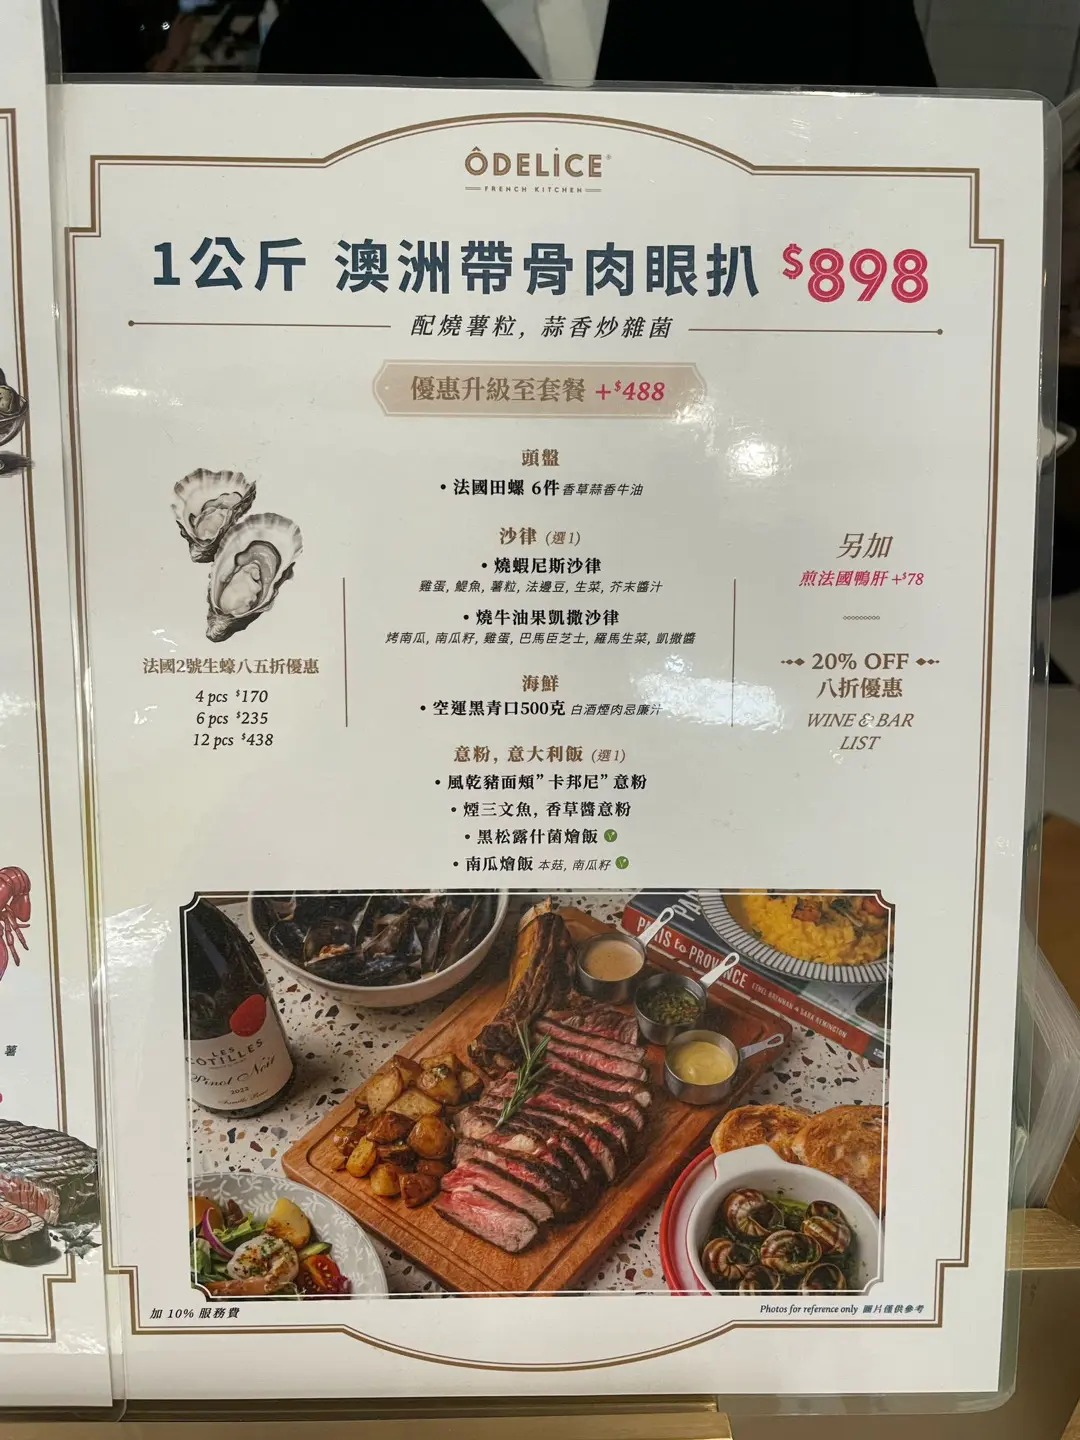 ÔDELICE
FRENCH KITCHEN
1公斤 澳洲帶骨肉眼扒 $898
配燒薯粒, 蒜香炒雜菌
優惠升級至套餐 +$488
頭盤
• 法國田螺 6件 香草蒜香牛油
沙律 (選1)
• 燒蝦尼斯沙律
雞蛋, 鯷魚, 薯粒, 法邊豆, 生菜, 芥末醬汁
• 燒牛油果凱撒沙律
烤南瓜, 南瓜籽, 雞蛋, 巴馬臣芝士, 羅馬生菜, 凱撒醬
海鮮
• 空運黑青口500克 白酒煙肉忌廉汁
意粉, 意大利飯 (選1)
• 風乾豬面頰”卡邦尼” 意粉
• 煙三文魚, 香草醬意粉
• 黑松露什菌燴飯
• 南瓜燴飯 本菇, 南瓜籽
法國2號生蠔八五折優惠
4 pcs $170
6 pcs $235
12 pcs $438
另加
煎法國鴨肝 +$78
20% OFF
八折優惠
WINE & BAR
LIST
PARIS to PROVENCE
LES
COTILLES
Pinot Noir
2022
加 10% 服務費
Photos for reference only 圖片僅供參考
薯